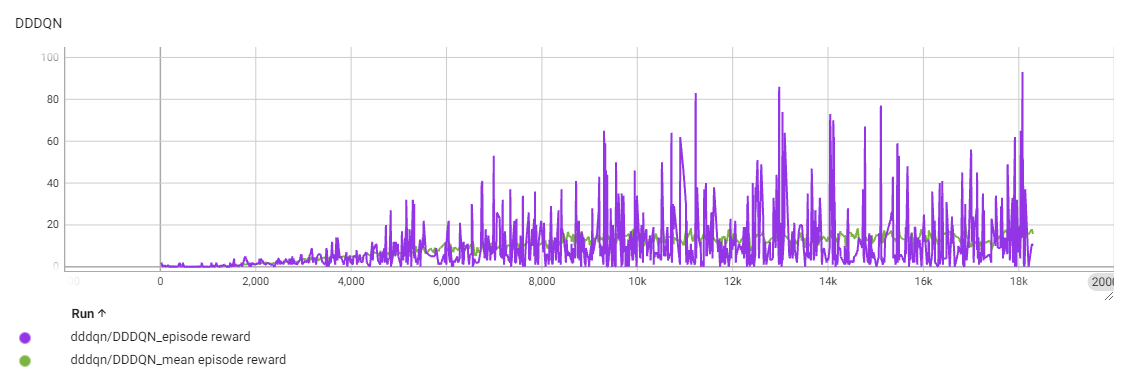 DDDQN
100
80
60
40
20
0
0 2,000 4,000 6,000 8,000 10k 12k 14k 16k 18k 2000
Run ↑
dddqn/DDDQN_episode reward
dddqn/DDDQN_mean episode reward